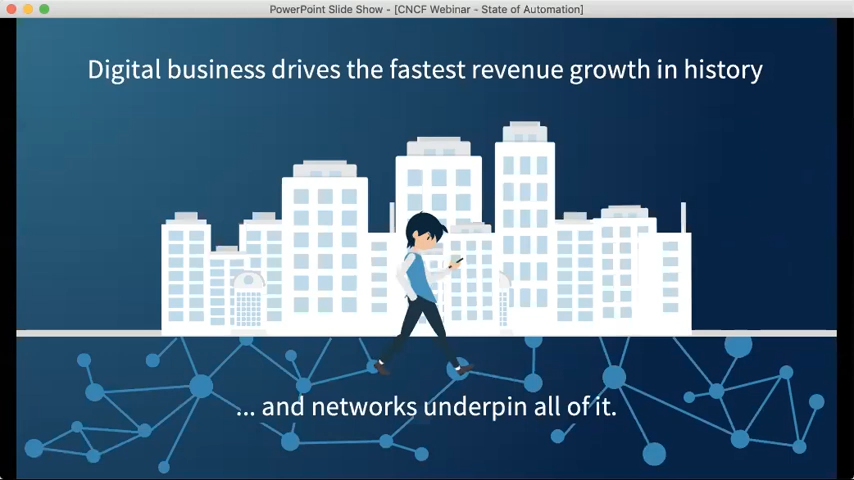 PowerPoint Slide Show - [CNCF Webinar - State of Automation]
Digital business drives the fastest revenue growth in history
... and networks underpin all of it.